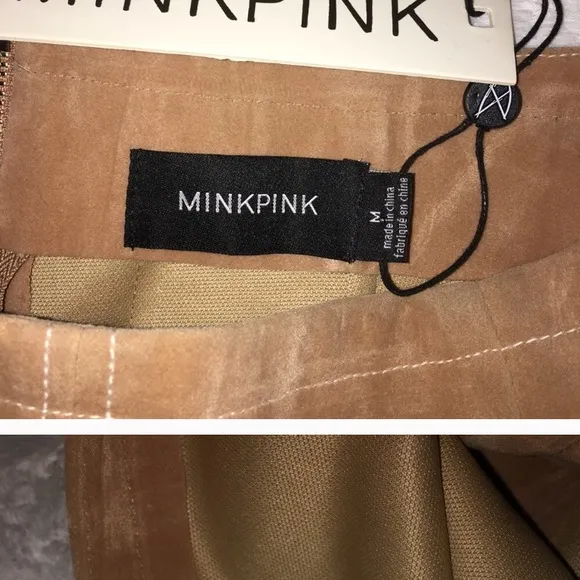 MINKPINK
MINKPINK
M
made in china
fabriqué en chine